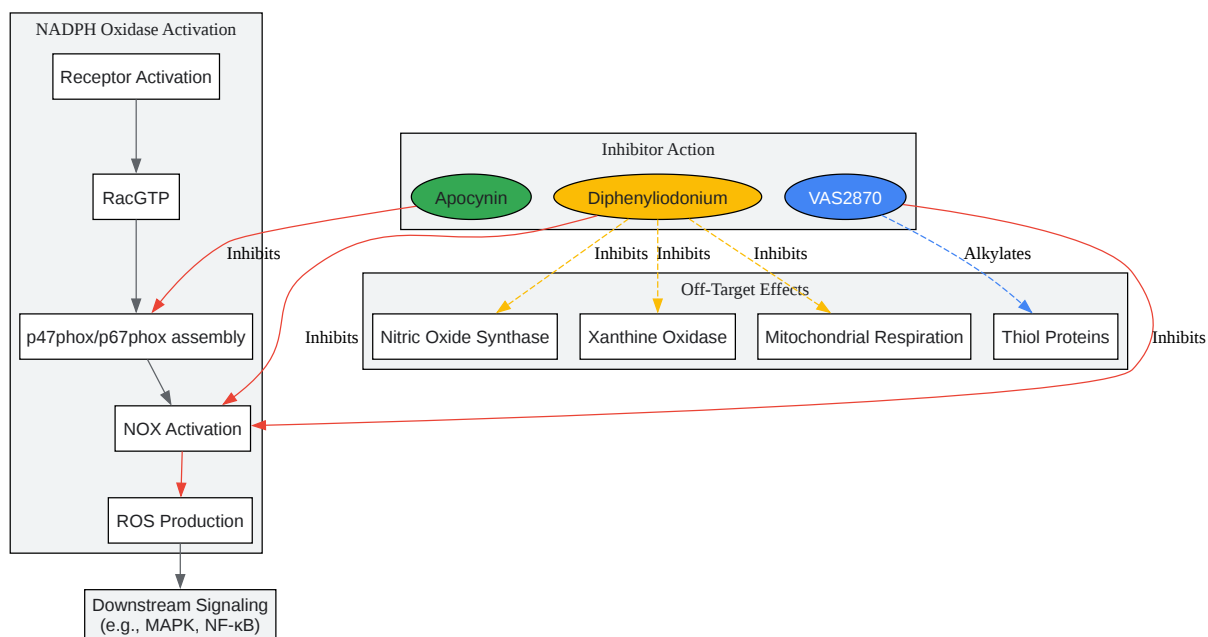 NADPH Oxidase Activation
Receptor Activation
RacGTP
p47phox/p67phox assembly
NOX Activation
ROS Production
Downstream Signaling
(e.g., MAPK, NF-κB)
Inhibitor Action
Apocynin
Diphenyliodonium
VAS2870
Inhibits
Inhibits
Inhibits
Inhibits
Alkylates
Off-Target Effects
Inhibits
Nitric Oxide Synthase
Xanthine Oxidase
Mitochondrial Respiration
Thiol Proteins
Inhibits